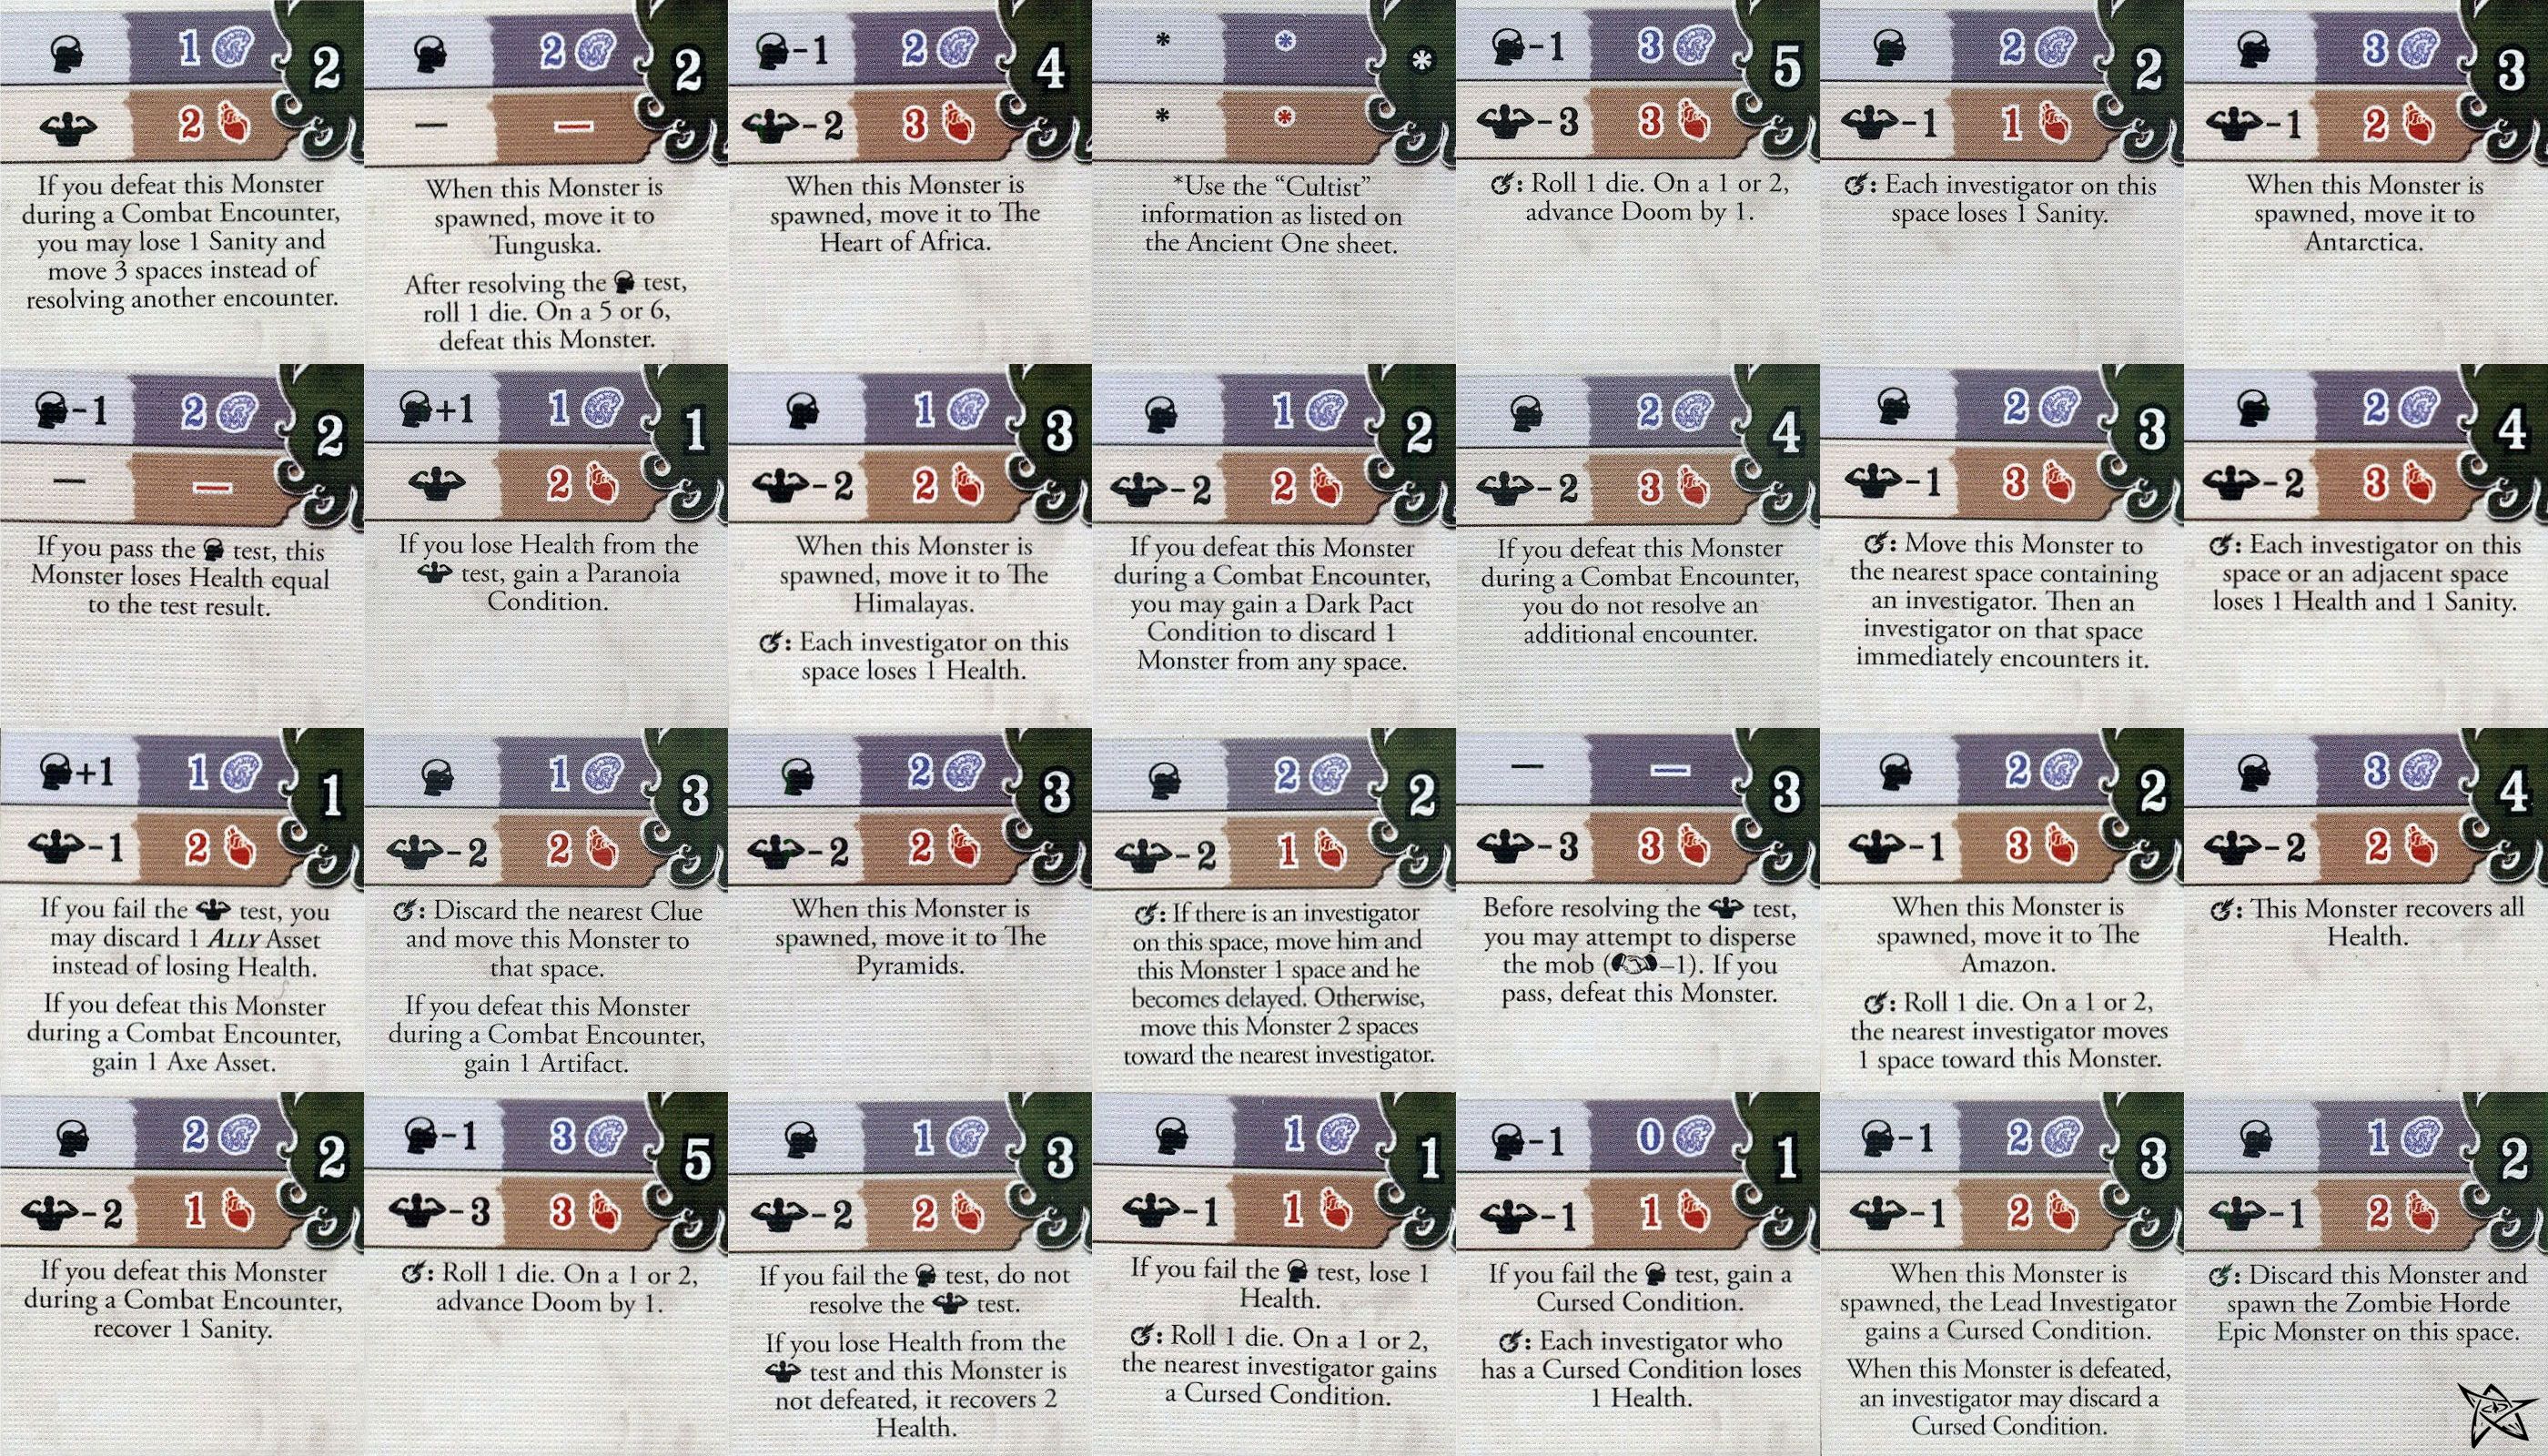 1
2
2
If you defeat this Monster
during a Combat Encounter,
you may lose 1 Sanity and
move 3 spaces instead of
resolving another encounter.
2
2
— —
When this Monster is
spawned, move it to
Tunguska.
After resolving the test,
roll 1 die. On a 5 or 6,
defeat this Monster.
-1 2
4
-2 3
When this Monster is
spawned, move it to The
Heart of Africa.
* *
*
* *
*Use the “Cultist”
information as listed on
the Ancient One sheet.
-1 3
5
-3 3
: Roll 1 die. On a 1 or 2,
advance Doom by 1.
2
2
-1 1
: Each investigator on this
space loses 1 Sanity.
3
3
-1 2
When this Monster is
spawned, move it to
Antarctica.
-1 2
2
— —
If you pass the test, this
Monster loses Health equal
to the test result.
+1 1
1
2
If you lose Health from the
test, gain a Paranoia
Condition.
1
3
-2 2
When this Monster is
spawned, move it to The
Himalayas.
: Each investigator on this
space loses 1 Health.
1
2
-2 2
If you defeat this Monster
during a Combat Encounter,
you may gain a Dark Pact
Condition to discard 1
Monster from any space.
2
4
-2 3
If you defeat this Monster
during a Combat Encounter,
you do not resolve an
additional encounter.
2
3
-1 3
: Move this Monster to
the nearest space containing
an investigator. Then an
investigator on that space
immediately encounters it.
2
4
-2 3
: Each investigator on this
space or an adjacent space
loses 1 Health and 1 Sanity.
+1 1
1
-1 2
If you fail the test, you
may discard 1 ALLY Asset
instead of losing Health.
If you defeat this Monster
during a Combat Encounter,
gain 1 Axe Asset.
1
3
-2 2
: Discard the nearest Clue
and move this Monster to
that space.
If you defeat this Monster
during a Combat Encounter,
gain 1 Artifact.
2
3
-2 2
When this Monster is
spawned, move it to The
Pyramids.
2
2
-2 1
: If there is an investigator
on this space, move him and
this Monster 1 space and he
becomes delayed. Otherwise,
move this Monster 2 spaces
toward the nearest investigator.
— —
3
-3 3
Before resolving the test,
you may attempt to disperse
the mob ( –1). If you
pass, defeat this Monster.
2
2
-1 3
When this Monster is
spawned, move it to The
Amazon.
: Roll 1 die. On a 1 or 2,
the nearest investigator moves
1 space toward this Monster.
3
4
-2 2
: This Monster recovers all
Health.
2
2
-2 1
If you defeat this Monster
during a Combat Encounter,
recover 1 Sanity.
-1 3
5
-3 3
: Roll 1 die. On a 1 or 2,
advance Doom by 1.
1
3
-2 2
If you fail the test, do not
resolve the test.
If you lose Health from the
test and this Monster is
not defeated, it recovers 2
Health.
1
1
-1 1
If you fail the test, lose 1
Health.
: Roll 1 die. On a 1 or 2,
the nearest investigator gains
a Cursed Condition.
-1 0
1
-1 1
If you fail the test, gain a
Cursed Condition.
: Each investigator who
has a Cursed Condition loses
1 Health.
-1 2
3
-1 2
When this Monster is
spawned, the Lead Investigator
gains a Cursed Condition.
When this Monster is defeated,
an investigator may discard a
Cursed Condition.
1
2
-1 2
: Discard this Monster and
spawn the Zombie Horde
Epic Monster on this space.